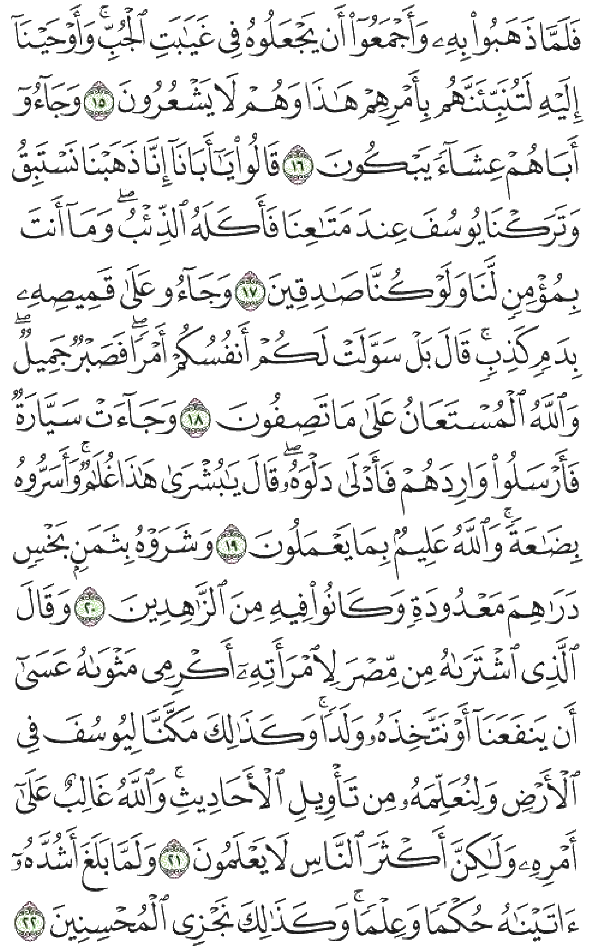 فَلَمَّا ذَهَبُوا۟ بِهِۦ وَأَجْمَعُوٓا۟ أَن يَجْعَلُوهُ فِى غَيَٰبَتِ ٱلْجُبِّ ۚ وَأَوْحَيْنَآ
إِلَيْهِ لَتُنَبِّئَنَّهُم بِأَمْرِهِمْ هَٰذَا وَهُمْ لَا يَشْعُرُونَ ١٥ وَجَآءُوٓ
أَبَاهُمْ عِشَآءً يَبْكُونَ ١٦ قَالُوا۟ يَٰٓأَبَانَآ إِنَّا ذَهَبْنَا نَسْتَبِقُ
وَتَرَكْنَا يُوسُفَ عِندَ مَتَٰعِنَا فَأَكَلَهُ ٱلذِّئْبُ ۖ وَمَآ أَنتَ
بِمُؤْمِنٍ لَّنَا وَلَوْ كُنَّا صَٰدِقِينَ ١٧ وَجَآءُو عَلَىٰ قَمِيصِهِۦ
بِدَمٍ كَذِبٍ ۚ قَالَ بَلْ سَوَّلَتْ لَكُمْ أَنفُسُكُمْ أَمْرًا ۖ فَصَبْرٌ جَمِيلٌ ۖ
وَٱللَّهُ ٱلْمُسْتَعَانُ عَلَىٰ مَا تَصِفُونَ ١٨ وَجَآءَتْ سَيَّارَةٌ
فَأَرْسَلُوا۟ وَارِدَهُمْ فَأَدْلَىٰ دَلْوَهُۥ ۖ قَالَ يَٰبُشْرَىٰ هَٰذَا غُلَٰمٌ ۚ وَأَسَرُّوهُ
بِضَٰعَةً ۚ وَٱللَّهُ عَلِيمٌۢ بِمَا يَعْمَلُونَ ١٩ وَشَرَوْهُ بِثَمَنٍۭ بَخْسٍ
دَرَٰهِمَ مَعْدُودَةٍ وَكَانُوا۟ فِيهِ مِنَ ٱلزَّٰهِدِينَ ٢٠ وَقَالَ
ٱلَّذِى ٱشْتَرَىٰهُ مِن مِّصْرَ لِٱمْرَأَتِهِۦٓ أَكْرِمِى مَثْوَىٰهُ عَسَىٰٓ
أَن يَنفَعَنَآ أَوْ نَتَّخِذَهُۥ وَلَدًا ۚ وَكَذَٰلِكَ مَكَّنَّا لِيُوسُفَ فِى
ٱلْأَرْضِ وَلِنُعَلِّمَهُۥ مِن تَأْوِيلِ ٱلْأَحَادِيثِ ۚ وَٱللَّهُ غَالِبٌ عَلَىٰٓ
أَمْرِهِۦ وَلَٰكِنَّ أَكْثَرَ ٱلنَّاسِ لَا يَعْلَمُونَ ٢١ وَلَمَّا بَلَغَ أَشُدَّهُۥٓ
ءَاتَيْنَٰهُ حُكْمًا وَعِلْمًا ۚ وَكَذَٰلِكَ نَجْزِى ٱلْمُحْسِنِينَ ٢٢